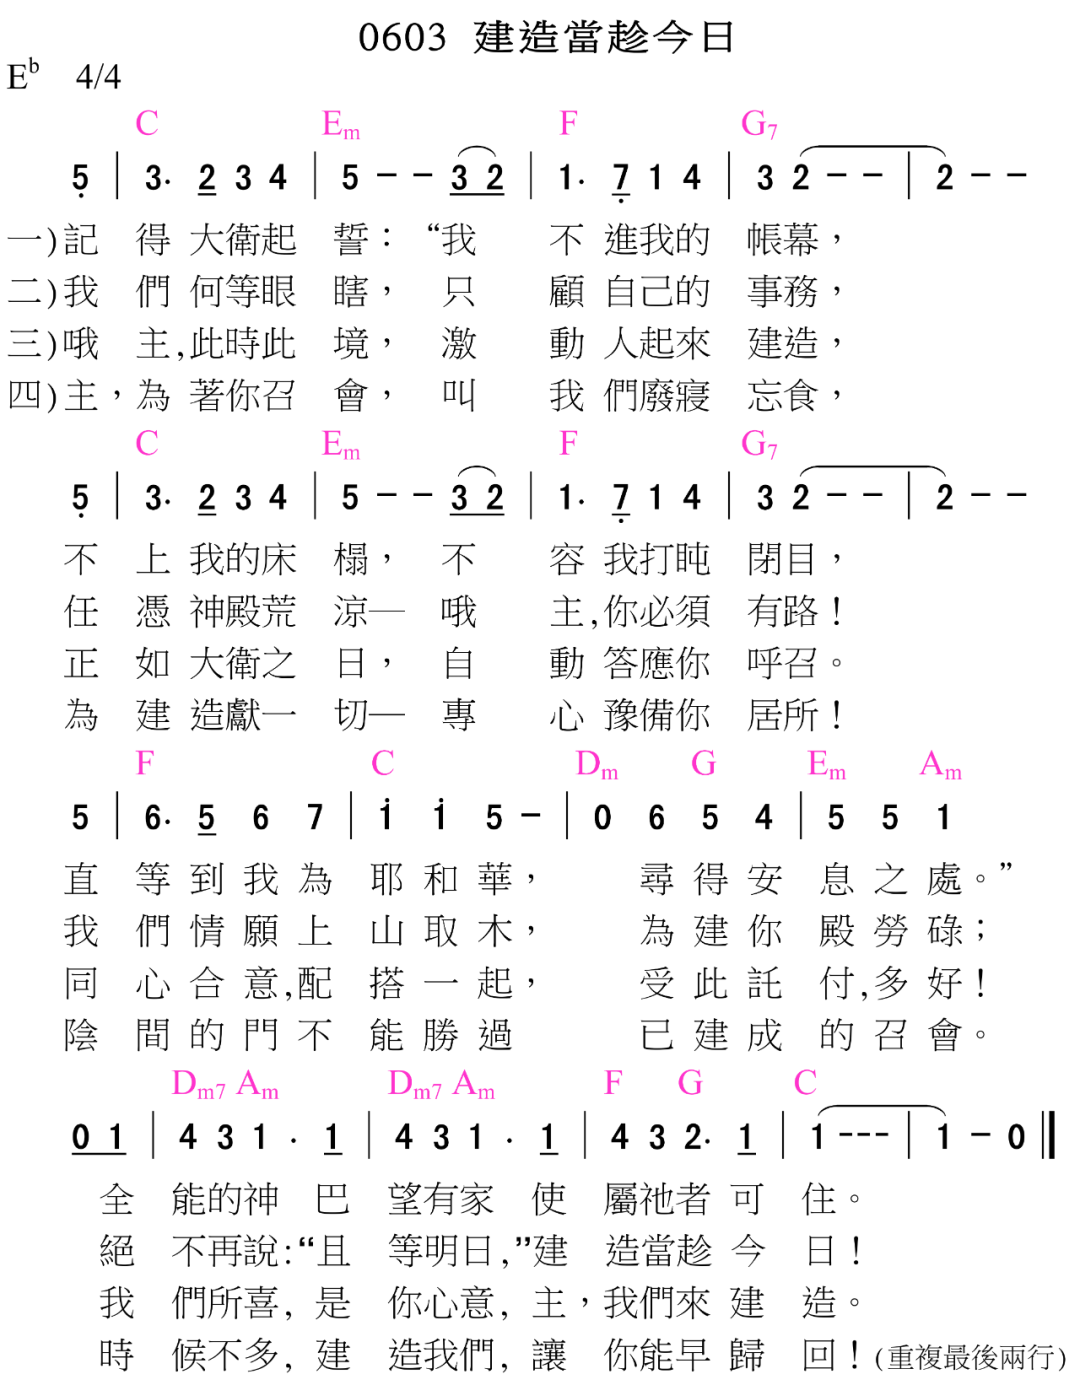 0603 建造當趁今日
E♭ 4/4
C Em F G7
5̣ | 3. 2 3 4 | 5 - - 3 2 | 1. 7̣ 1 4 | 3 2 - - | 2 - -
一)記 得 大衛起 誓：“我 不 進我的 帳幕，
二)我 們 何等眼 瞎， 只 顧 自己的 事務，
三)哦 主,此時此 境， 激 動 人起來 建造，
四)主，為 著你召 會， 叫 我 們廢寢 忘食，
C Em F G7
5̣ | 3. 2 3 4 | 5 - - 3 2 | 1. 7̣ 1 4 | 3 2 - - | 2 - -
不 上 我的床 榻， 不 容 我打盹 閉目，
任 憑 神殿荒 涼— 哦 主,你必須 有路！
正 如 大衛之 日， 自 動 答應你 呼召。
為 建 造獻一 切— 專 心 豫備你 居所！
F C Dm G Em Am
5 | 6. 5 6 7 | i i 5 - | 0 6 5 4 | 5 5 1
直 等 到 我 為 耶 和 華， 尋 得 安 息 之 處。”
我 們 情 願 上 山 取 木， 為 建 你 殿 勞 碌；
同 心 合 意,配 搭 一 起， 受 此 託 付,多 好！
陰 間 的 門 不 能 勝 過 已 建 成 的 召 會。
Dm7 Am Dm7 Am F G C
0 1 | 4 3 1 . 1 | 4 3 1 . 1 | 4 3 2. 1 | 1 --- | 1 - 0 ‖
全 能的神 巴 望有家 使 屬祂者 可 住。
絕 不再說:“且 等明日,”建 造當趁 今 日！
我 們所喜, 是 你心意, 主，我們來 建 造。
時 候不多, 建 造我們, 讓 你能早 歸 回！(重複最後兩行)